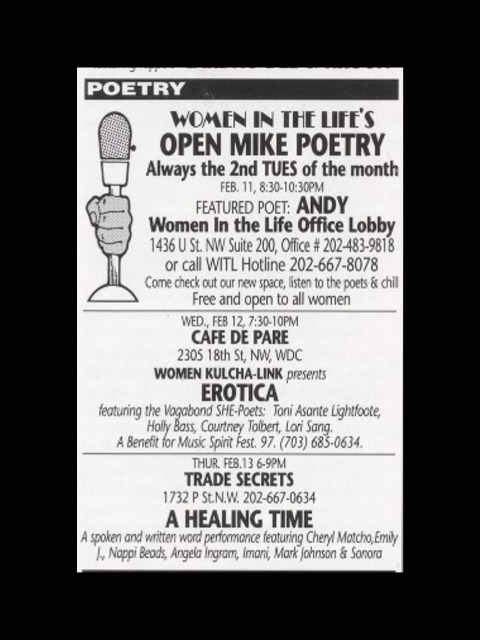 POETRY
WOMEN IN THE LIFE'S
OPEN MIKE POETRY
Always the 2nd TUES of the month
FEB. 11, 8:30-10:30PM
FEATURED POET: ANDY
Women In the Life Office Lobby
1436 U St. NW Suite 200, Office # 202-483-9818
or call WITL Hotline 202-667-8078
Come check out our new space, listen to the poets & chill
Free and open to all women
WED., FEB 12, 7:30-10PM
CAFE DE PARE
2305 18th St, NW, WDC
WOMEN KULCHA-LINK presents
EROTICA
featuring the Vagabond SHE-Poets: Toni Asante Lightfoote,
Holly Bass, Courtney Tolbert, Lori Sang.
A Benefit for Music Spirit Fest. 97. (703) 685-0634.
THUR. FEB.13 6-9PM
TRADE SECRETS
1732 P St.N.W. 202-667-0634
A HEALING TIME
A spoken and written word performance featuring Cheryl Matcho,Emily
J., Nappi Beads, Angela Ingram, Imani, Mark Johnson & Sonora